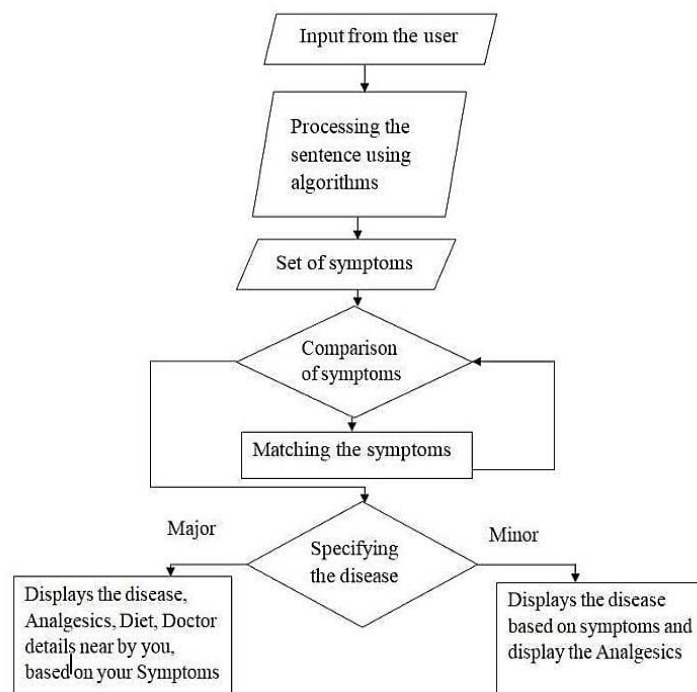 Input from the user
Processing the
sentence using
algorithms
Set of symptoms
Comparison
of symptoms
Matching the symptoms
Major
Minor
Specifying
the disease
Displays the disease,
Analgesics, Diet, Doctor
details near by you,
based on your Symptoms
Displays the disease
based on symptoms and
display the Analgesics